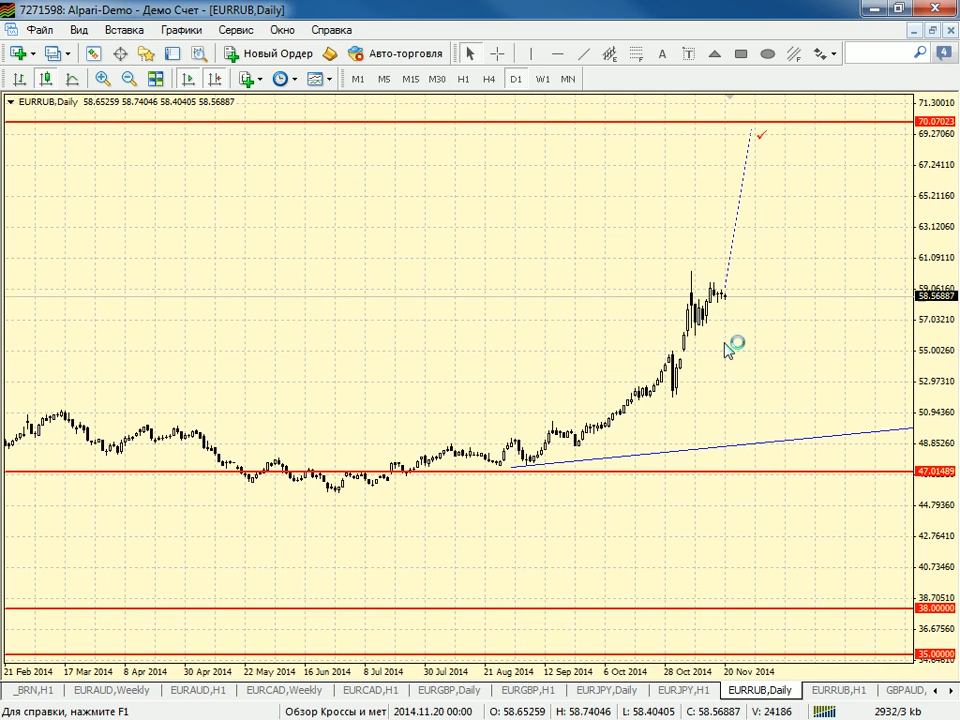 7271598: Alpari-Demo - Демо Счет - [EURRUB,Daily]
Файл Вид Вставка Графики Сервис Окно Справка
Новый Ордер Авто-торговля A T 4
M1 M5 M15 M30 H1 H4 D1 W1 MN
EURRUB,Daily 58.65259 58.74046 58.40405 58.56887
71.30010
70.07023
69.27060
67.24110
65.21160
63.12060
61.09110
59.06160
58.56887
57.03210
55.00260
52.97310
50.94360
48.85260
47.01489
44.79360
42.76410
40.73460
38.70510
38.00000
36.67560
35.00000
21 Feb 2014 17 Mar 2014 8 Apr 2014 30 Apr 2014 22 May 2014 16 Jun 2014 8 Jul 2014 30 Jul 2014 21 Aug 2014 12 Sep 2014 6 Oct 2014 28 Oct 2014 20 Nov 2014
_BRN,H1 EURAUD,Weekly EURAUD,H1 EURCAD,Weekly EURCAD,H1 EURGBP,Daily EURGBP,H1 EURJPY,Daily EURJPY,H1 EURRUB,Daily EURRUB,H1 GBPAUD,
Для справки, нажмите F1 Обзор Кроссы и мет 2014.11.20 00:00 O: 58.65259 H: 58.74046 L: 58.40405 C: 58.56887 V: 24186 2932/3 kb